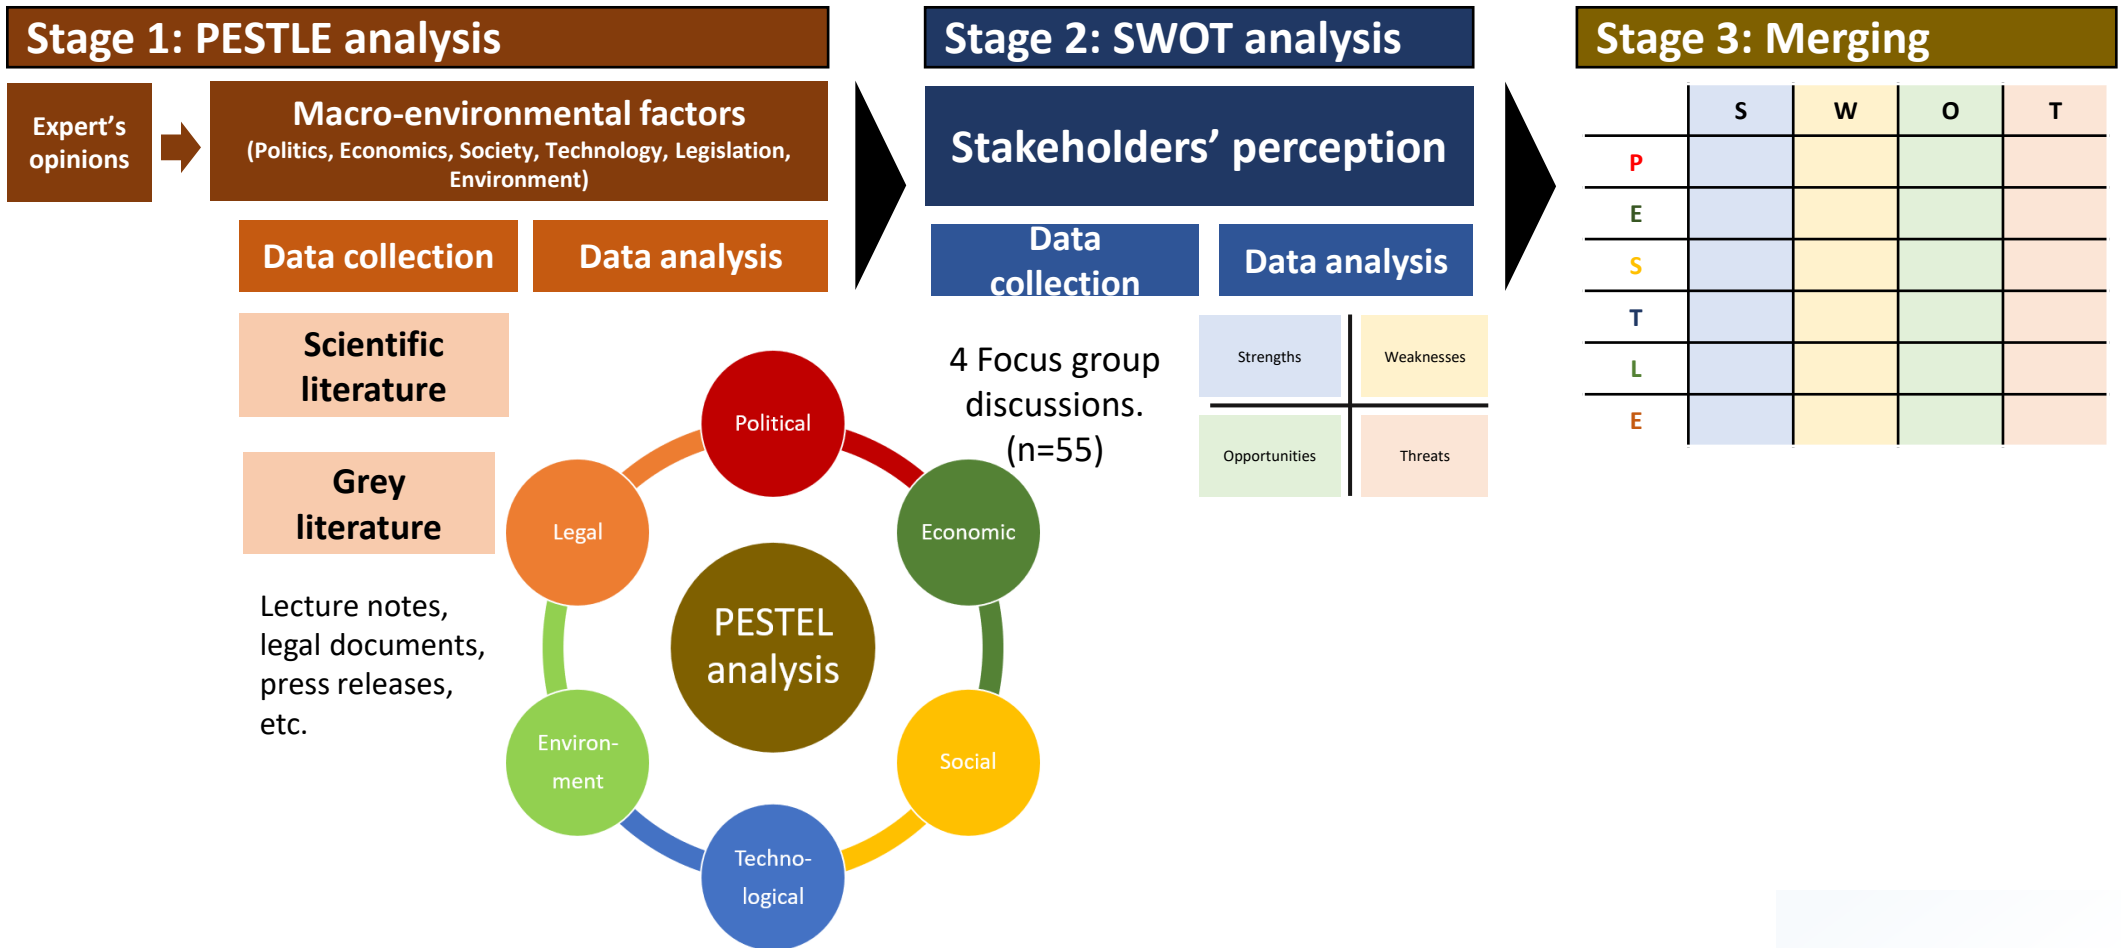 Stage 1: PESTLE analysis
Expert's
opinions
Macro-environmental factors
(Politics, Economics, Society, Technology, Legislation,
Environment)
Data collection
Data analysis
Scientific
literature
Grey
literature
Lecture notes,
legal documents,
press releases,
etc.
Political
Economic
Social
Techno-
logical
Environ-
ment
Legal
PESTEL
analysis
Stage 2: SWOT analysis
Stakeholders' perception
Data
collection
Data analysis
4 Focus group
discussions.
(n=55)
Strengths
Weaknesses
Opportunities
Threats
Stage 3: Merging
S W O T
P
E
S
T
L
E